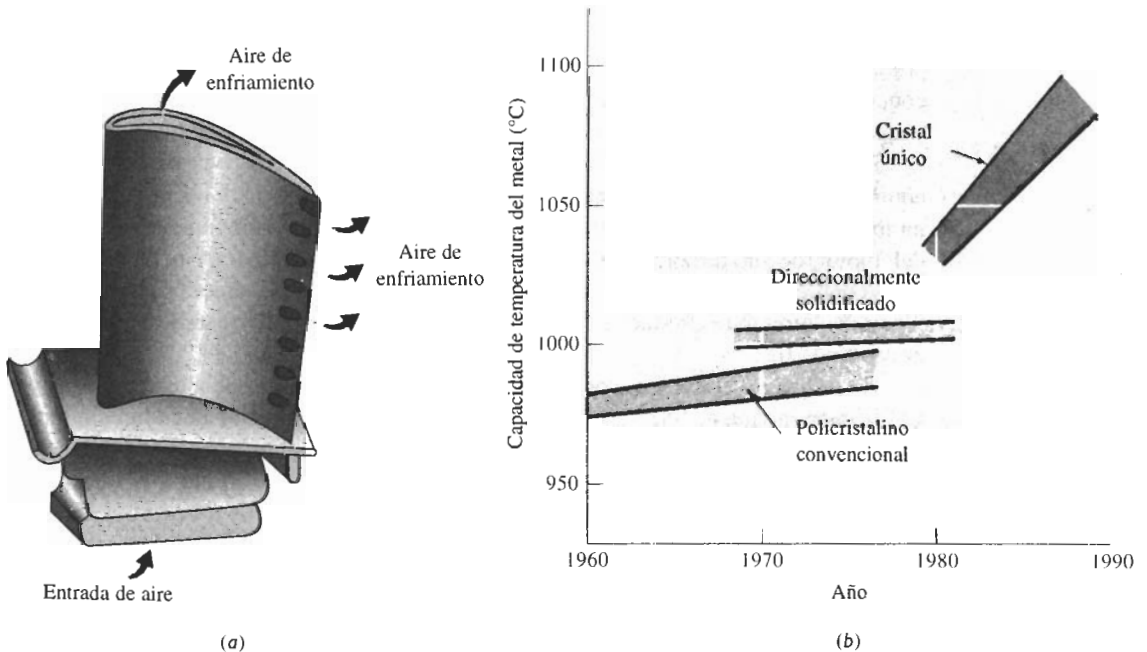 Aire de
enfriamiento
Aire de
enfriamiento
Entrada de aire
(a)
Capacidad de temperatura del metal (°C)
1100
1050
1000
950
1960
1970
1980
1990
Año
Cristal
único
Direccionalmente
solidificado
Policristalino
convencional
(b)